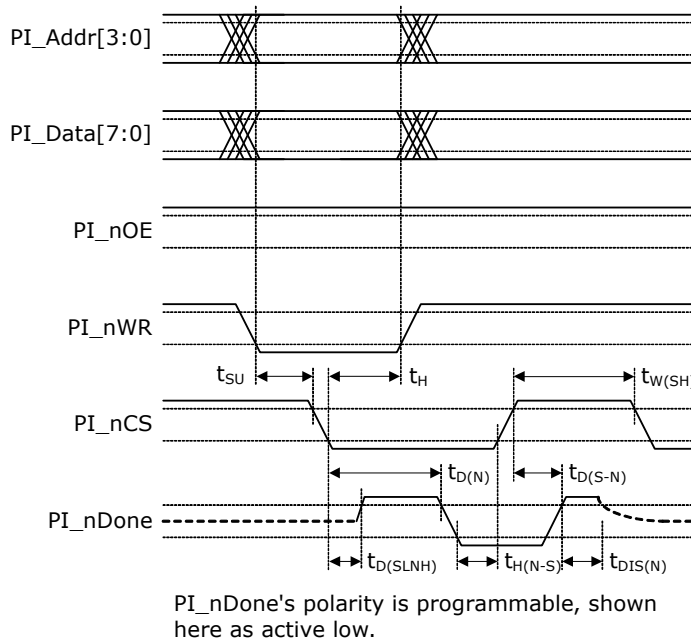 PI_Addr[3:0]
PI_Data[7:0]
PI_nOE
PI_nWR
tSU
tH
tW(SH)
PI_nCS
tD(N)
tD(S-N)
PI_nDone
tD(SLNH)
tH(N-S)
tDIS(N)
PI_nDone's polarity is programmable, shown
here as active low.